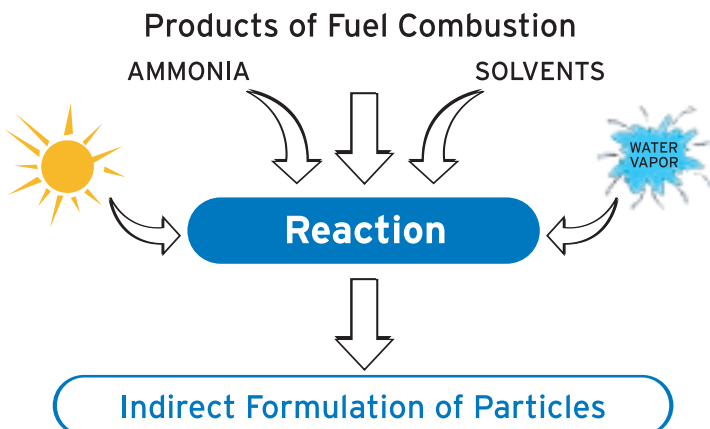 Products of Fuel Combustion
AMMONIA
SOLVENTS
WATER
VAPOR
Reaction
Indirect Formulation of Particles